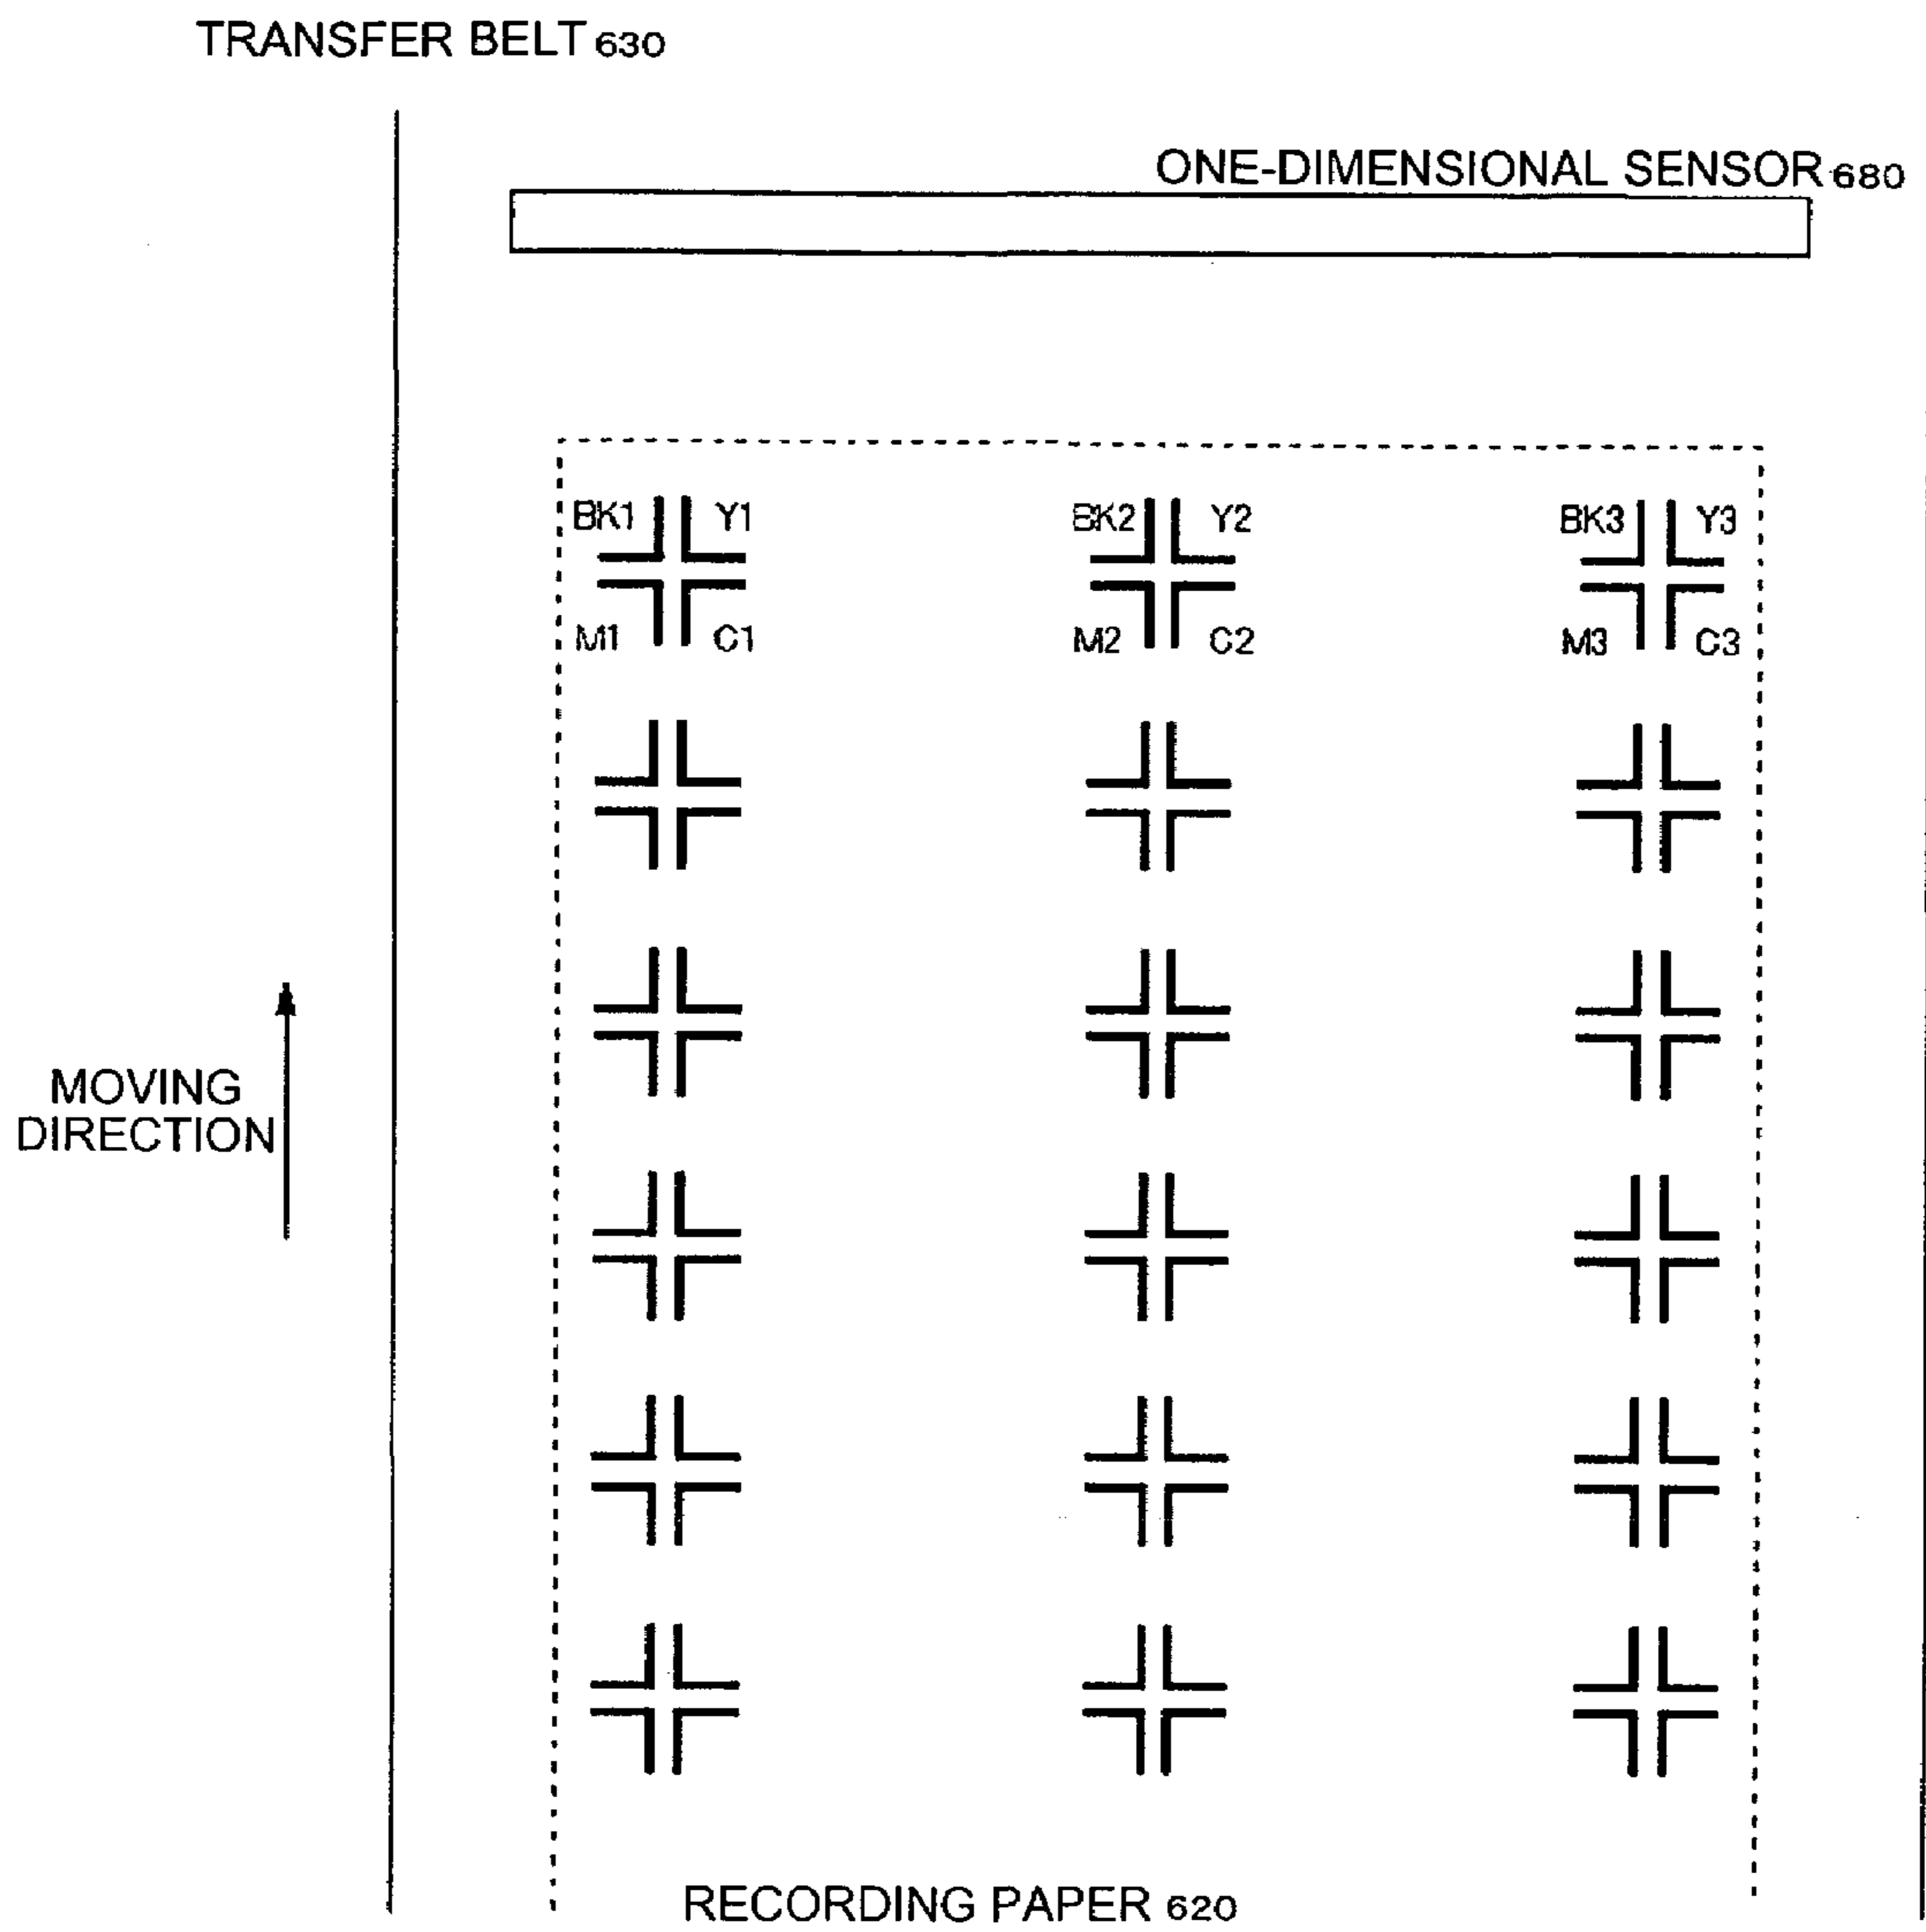 TRANSFER BELT 630
ONE-DIMENSIONAL SENSOR 680
BK1 Y1 BK2 Y2 BK3 Y3
M1 C1 M2 C2 M3 C3
MOVING
DIRECTION
RECORDING PAPER 620